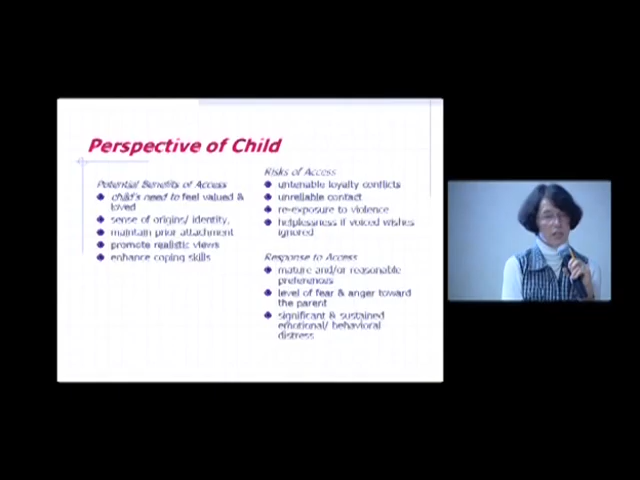 Perspective of Child
Potential Benefits of Access
child's need to feel valued &
loved
sense of origins/ identity,
maintain prior attachment
promote realistic views
enhance coping skills
Risks of Access
untenable loyalty conflicts
unreliable contact
re-exposure to violence
helplessness if voiced wishes
ignored
Response to Access
mature and/or reasonable
preferences
level of fear & anger toward
the parent
significant & sustained
emotional/ behavioral
distress